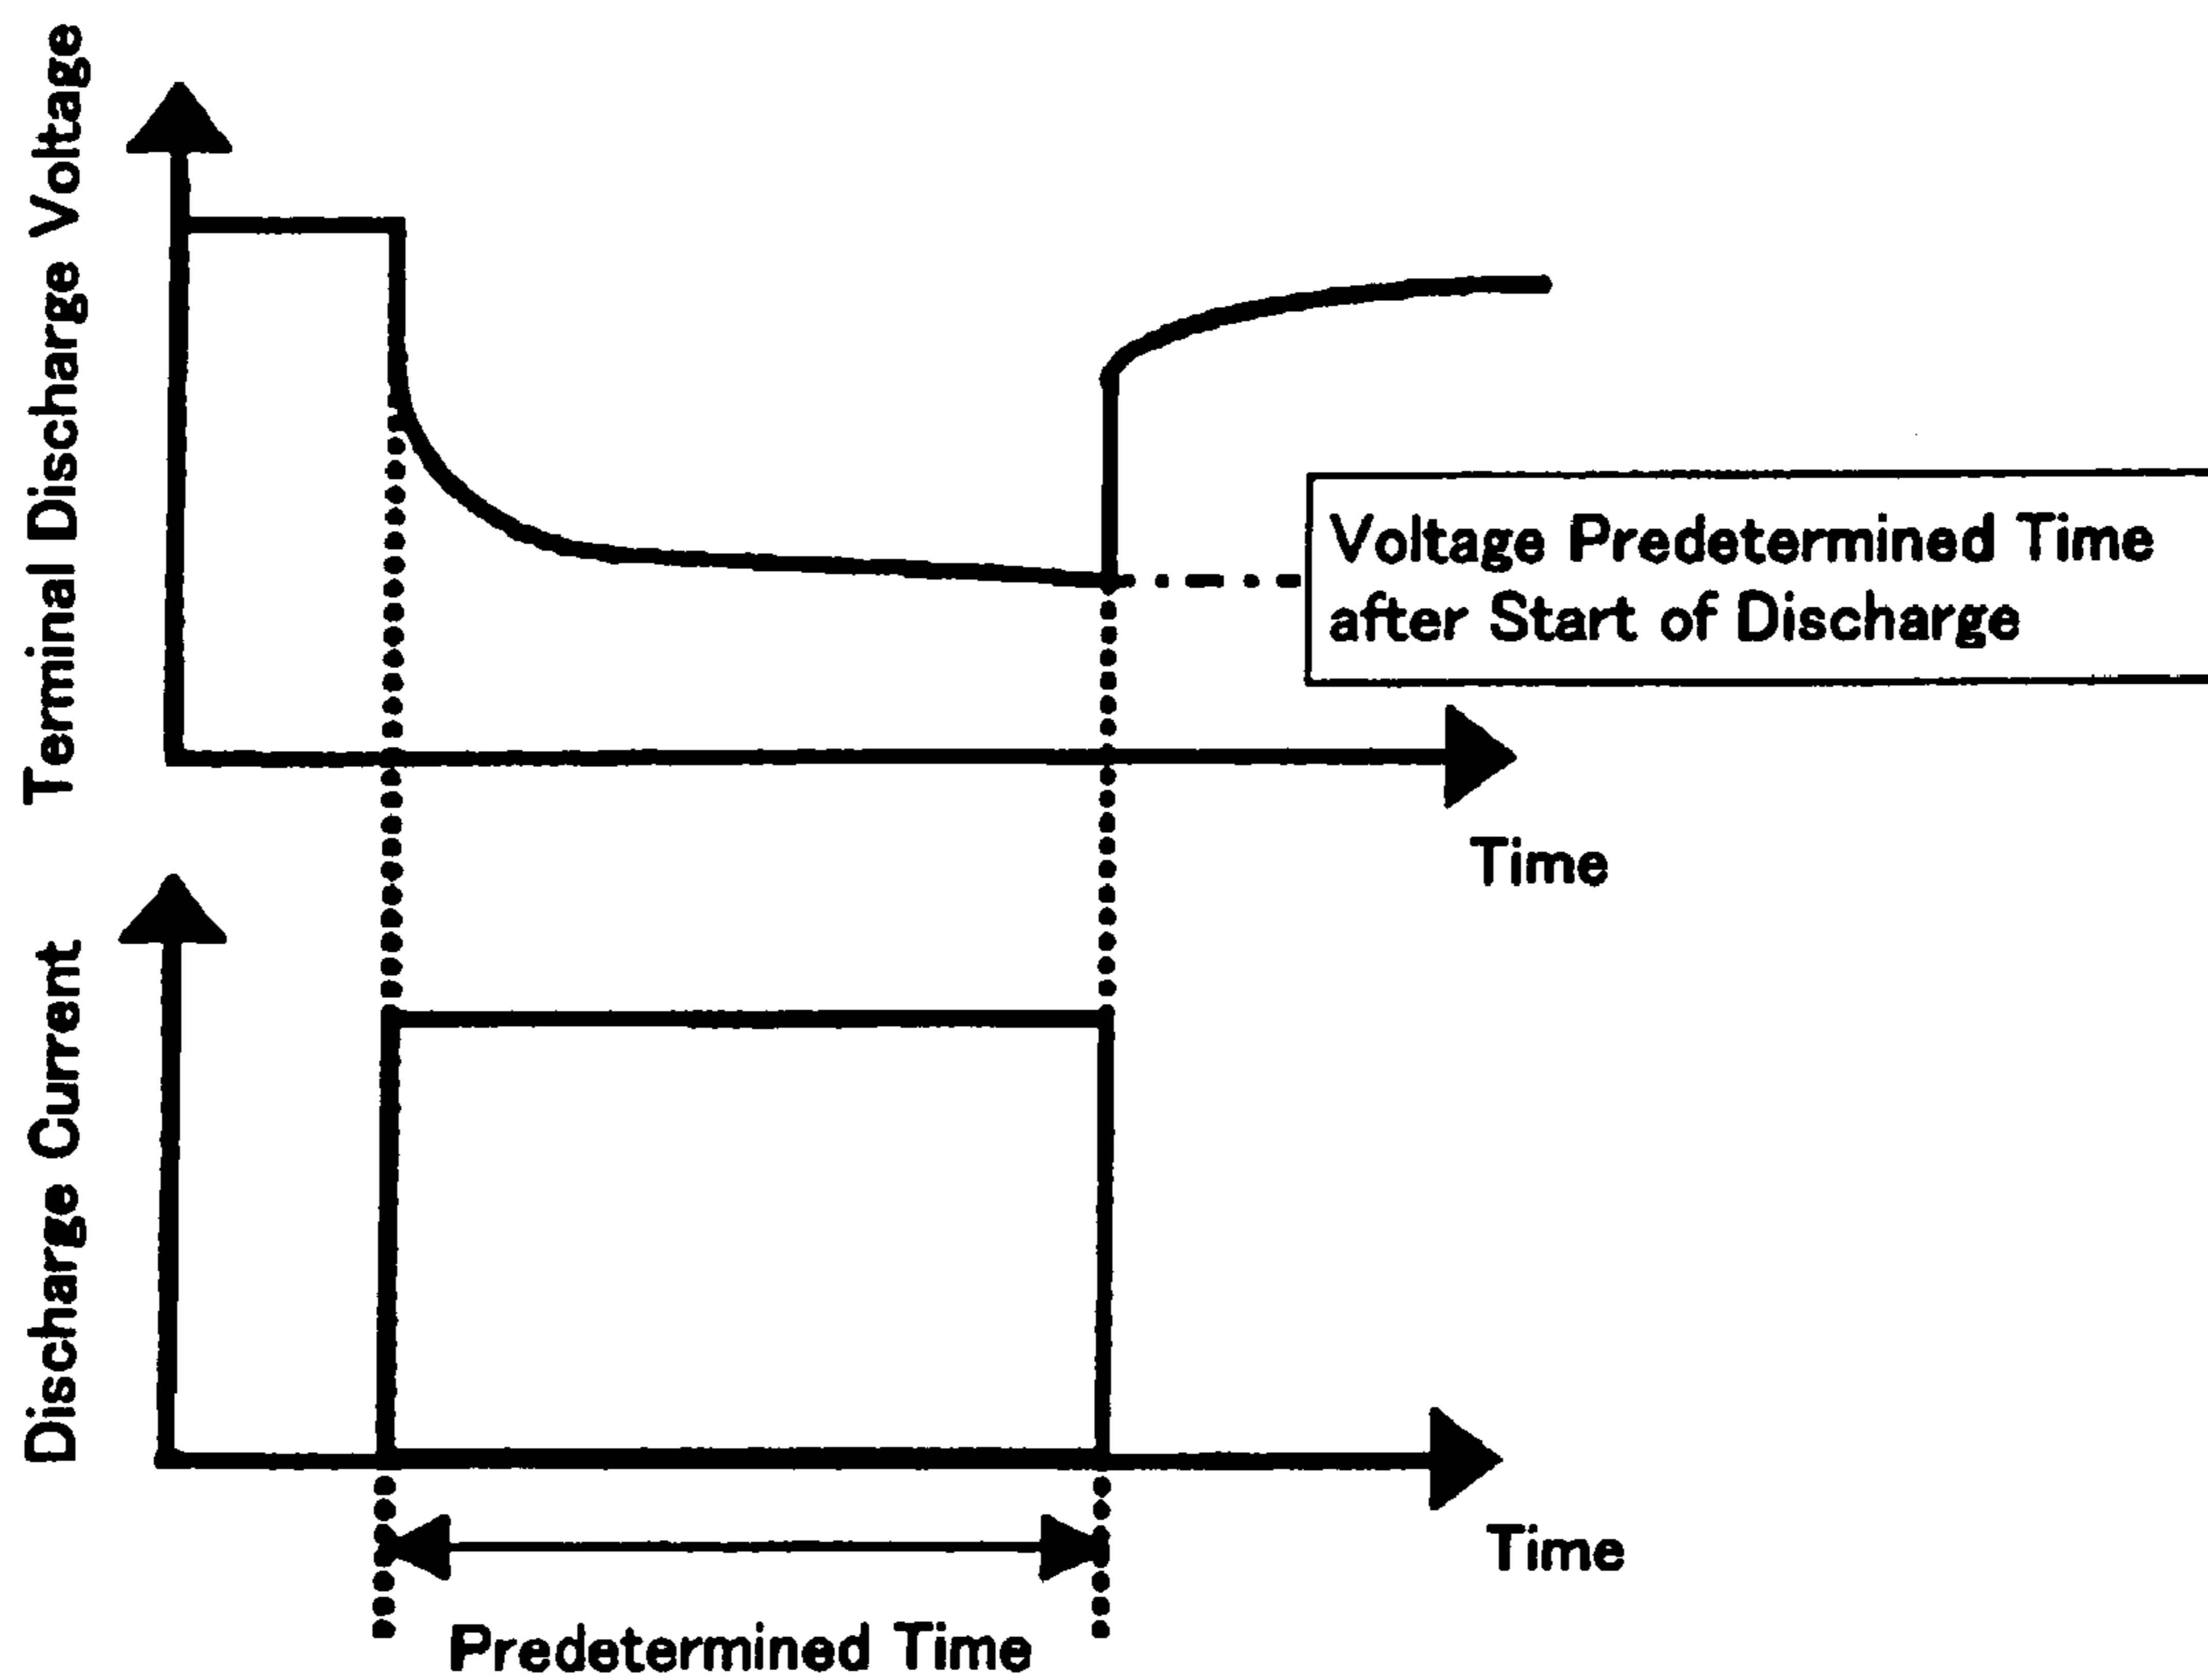 Terminal Discharge Voltage
Voltage Predetermined Time
after Start of Discharge
Time
Discharge Current
Time
Predetermined Time